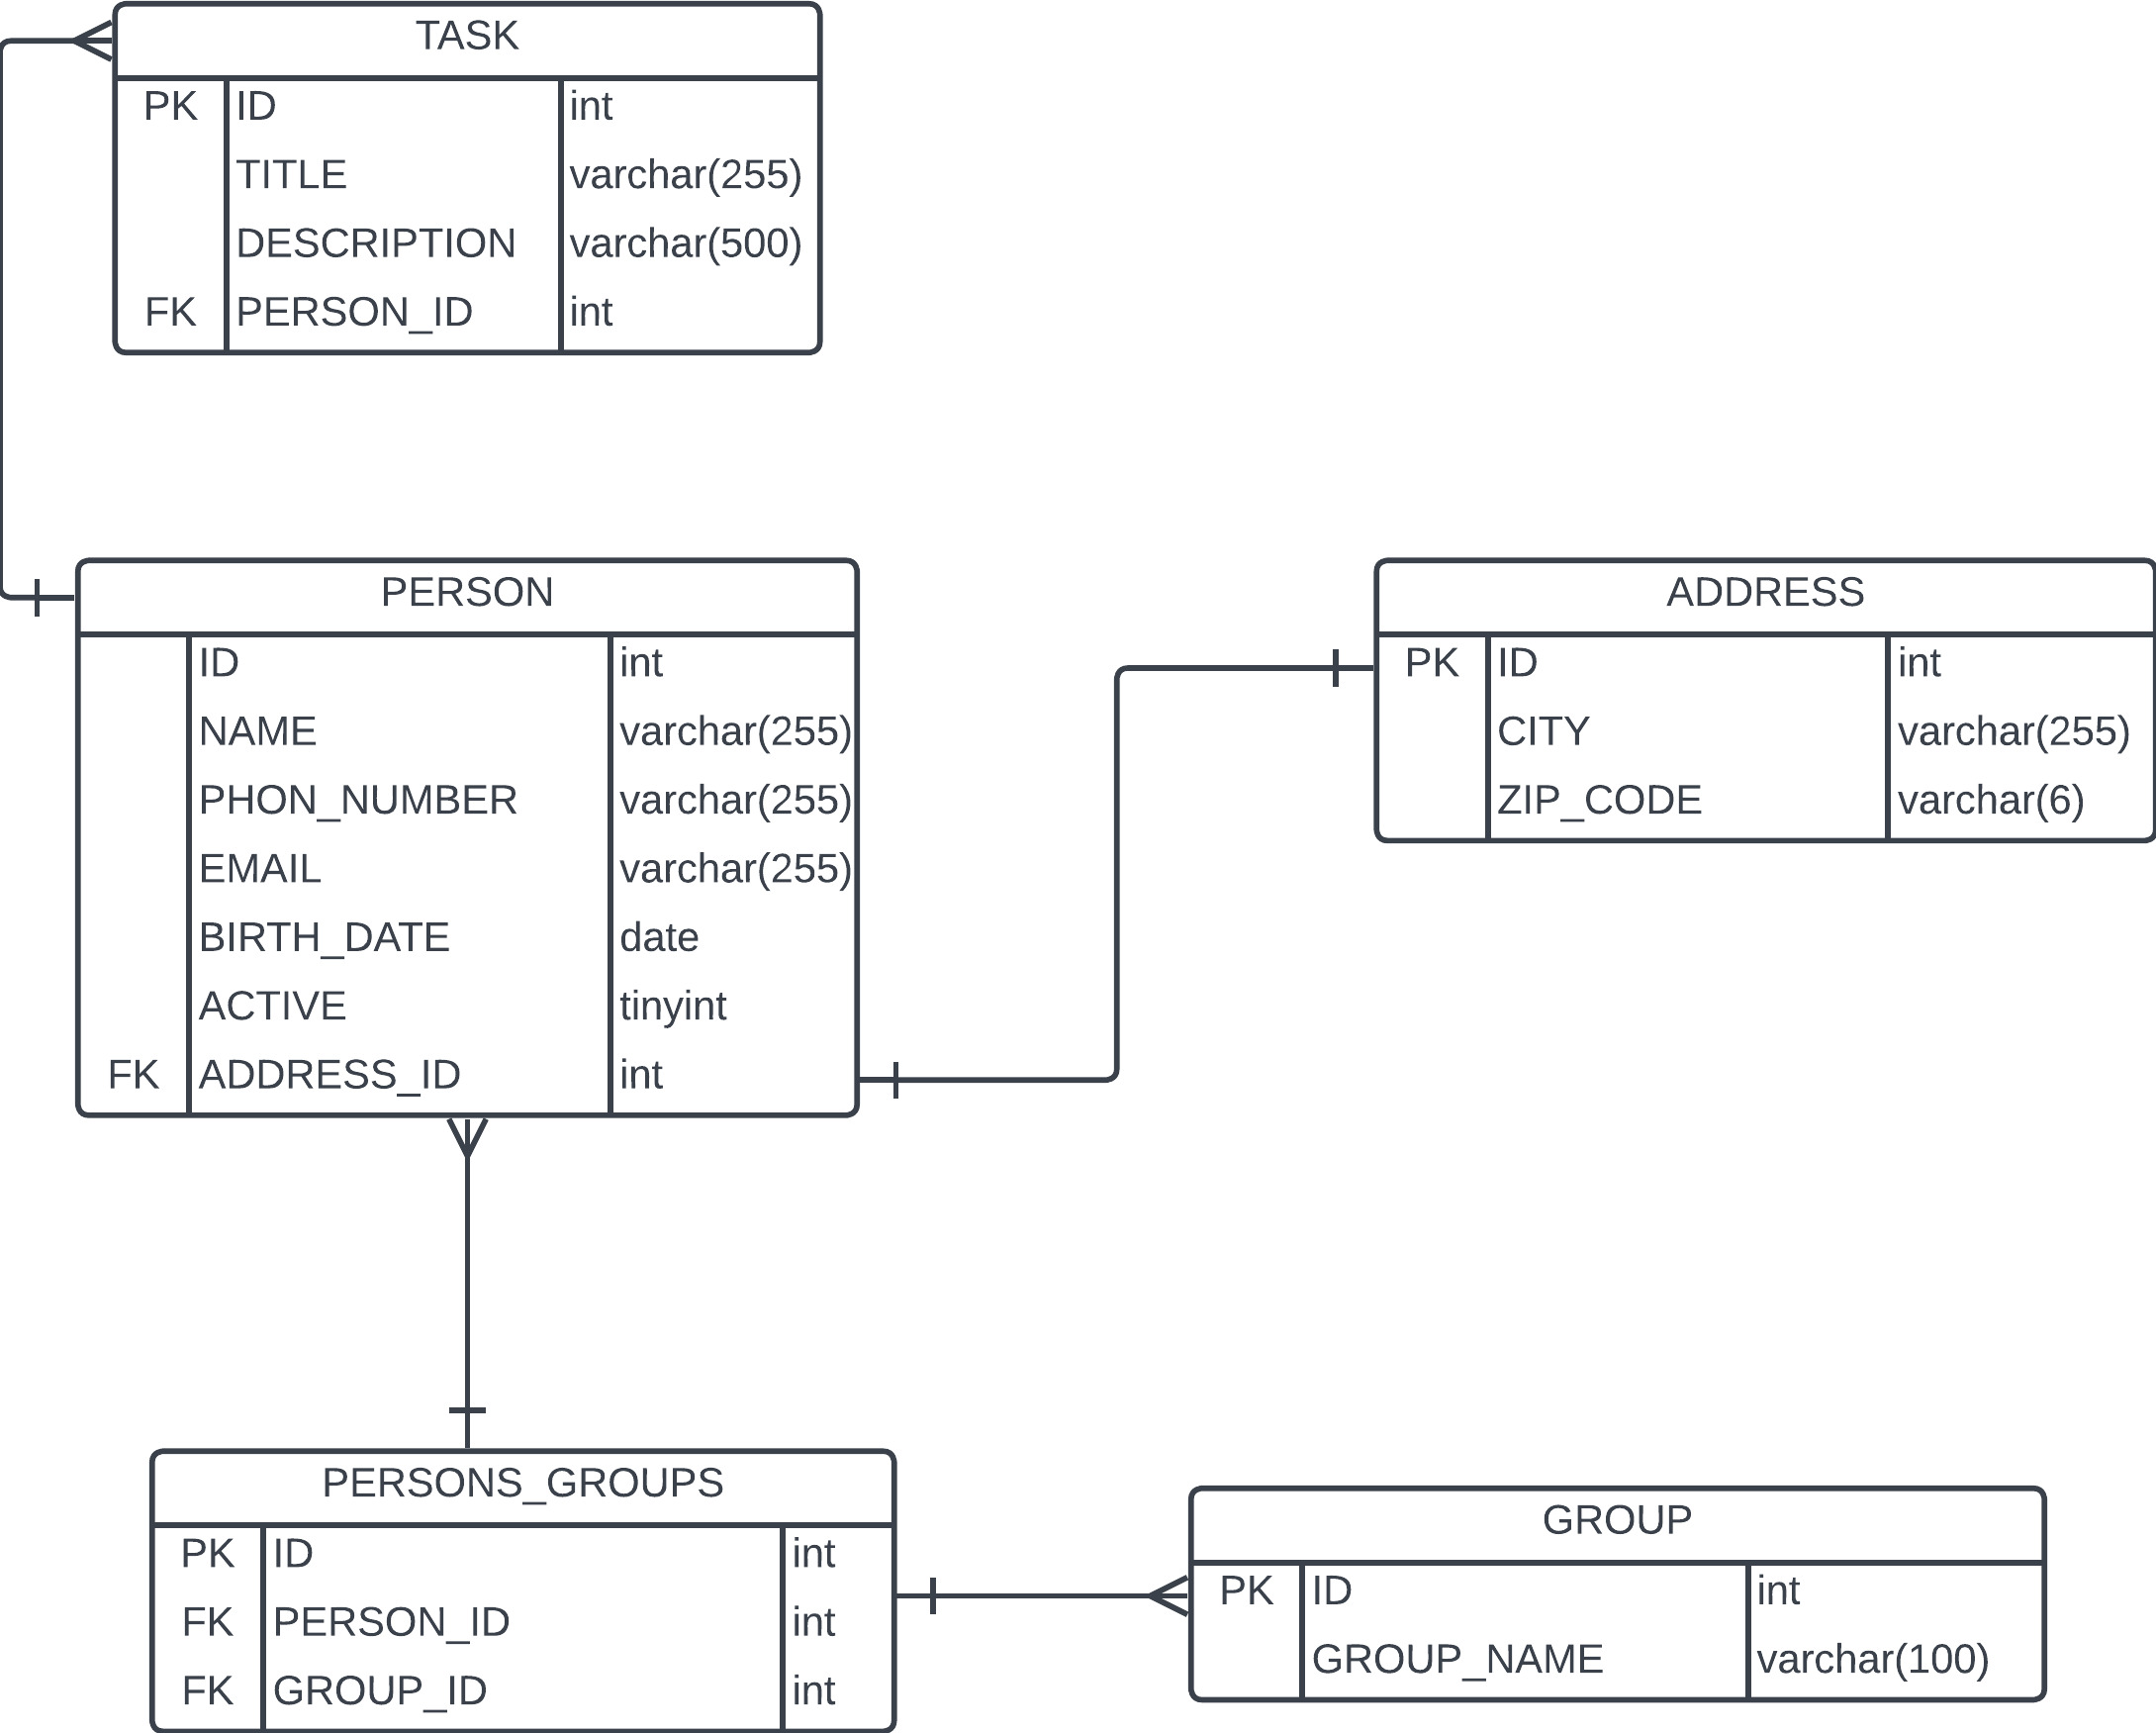 TASK
PK ID int
TITLE varchar(255)
DESCRIPTION varchar(500)
FK PERSON_ID int
PERSON
ID int
NAME varchar(255)
PHON_NUMBER varchar(255)
EMAIL varchar(255)
BIRTH_DATE date
ACTIVE tinyint
FK ADDRESS_ID int
ADDRESS
PK ID int
CITY varchar(255)
ZIP_CODE varchar(6)
PERSONS_GROUPS
PK ID int
FK PERSON_ID int
FK GROUP_ID int
GROUP
PK ID int
GROUP_NAME varchar(100)